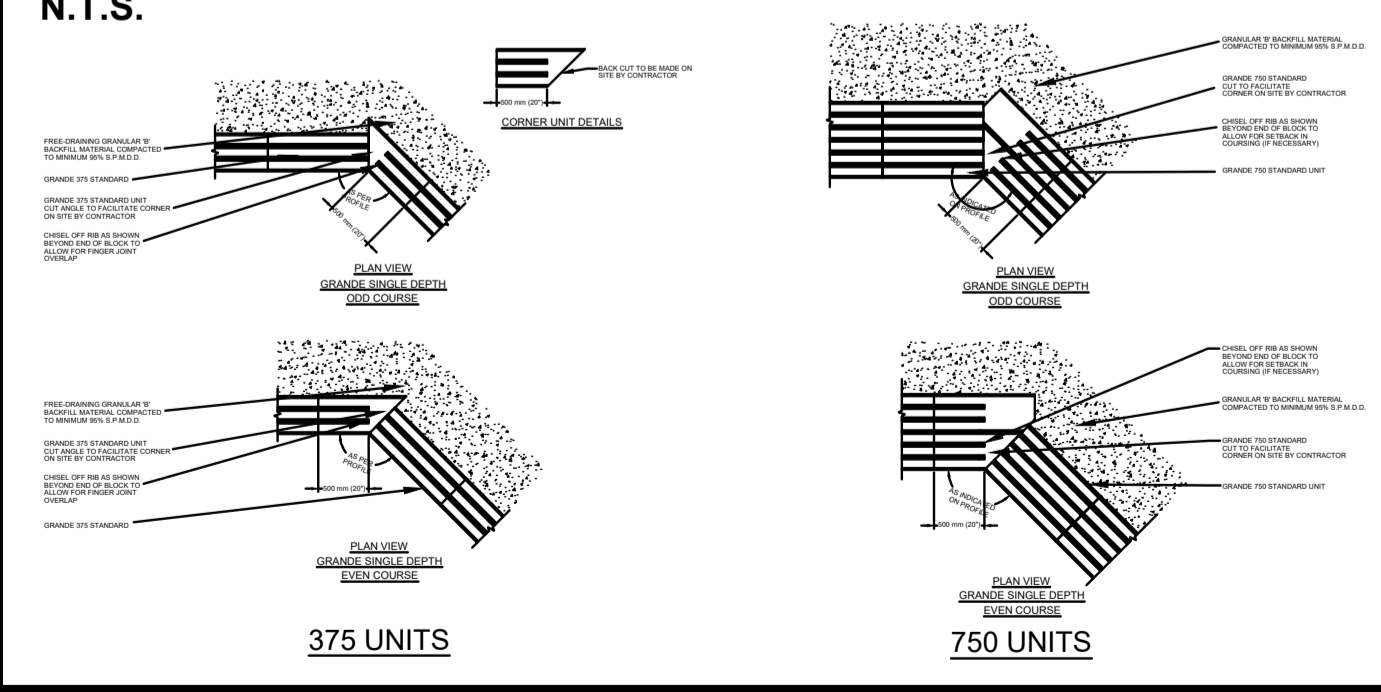 N.T.S.
BACK CUT TO BE MADE ON
SITE BY CONTRACTOR
500 mm (20")
CORNER UNIT DETAILS
FREE-DRAINING GRANULAR 'B'
BACKFILL MATERIAL COMPACTED
TO MINIMUM 95% S.P.M.D.D.
GRANDE 375 STANDARD
GRANDE 375 STANDARD UNIT
CUT ANGLE TO FACILITATE CORNER
ON SITE BY CONTRACTOR
CHISEL OFF RIB AS SHOWN
BEYOND END OF BLOCK TO
ALLOW FOR FINGER JOINT
OVERLAP
AS PER
PROFILE
500 mm (20")
PLAN VIEW
GRANDE SINGLE DEPTH
ODD COURSE
FREE-DRAINING GRANULAR 'B'
BACKFILL MATERIAL COMPACTED
TO MINIMUM 95% S.P.M.D.D.
GRANDE 375 STANDARD UNIT
CUT ANGLE TO FACILITATE CORNER
ON SITE BY CONTRACTOR
CHISEL OFF RIB AS SHOWN
BEYOND END OF BLOCK TO
ALLOW FOR FINGER JOINT
OVERLAP
GRANDE 375 STANDARD
AS PER
PROFILE
500 mm (20")
PLAN VIEW
GRANDE SINGLE DEPTH
EVEN COURSE
375 UNITS
GRANULAR 'B' BACKFILL MATERIAL
COMPACTED TO MINIMUM 95% S.P.M.D.D.
GRANDE 750 STANDARD
CUT TO FACILITATE
CORNER ON SITE BY CONTRACTOR
CHISEL OFF RIB AS SHOWN
BEYOND END OF BLOCK TO
ALLOW FOR SETBACK IN
COURSING (IF NECESSARY)
GRANDE 750 STANDARD UNIT
AS INDICATED
ON PROFILE
500 mm (20")
PLAN VIEW
GRANDE SINGLE DEPTH
ODD COURSE
CHISEL OFF RIB AS SHOWN
BEYOND END OF BLOCK TO
ALLOW FOR SETBACK IN
COURSING (IF NECESSARY)
GRANULAR 'B' BACKFILL MATERIAL
COMPACTED TO MINIMUM 95% S.P.M.D.D.
GRANDE 750 STANDARD
CUT TO FACILITATE
CORNER ON SITE BY CONTRACTOR
GRANDE 750 STANDARD UNIT
AS INDICATED
ON PROFILE
500 mm (20")
PLAN VIEW
GRANDE SINGLE DEPTH
EVEN COURSE
750 UNITS